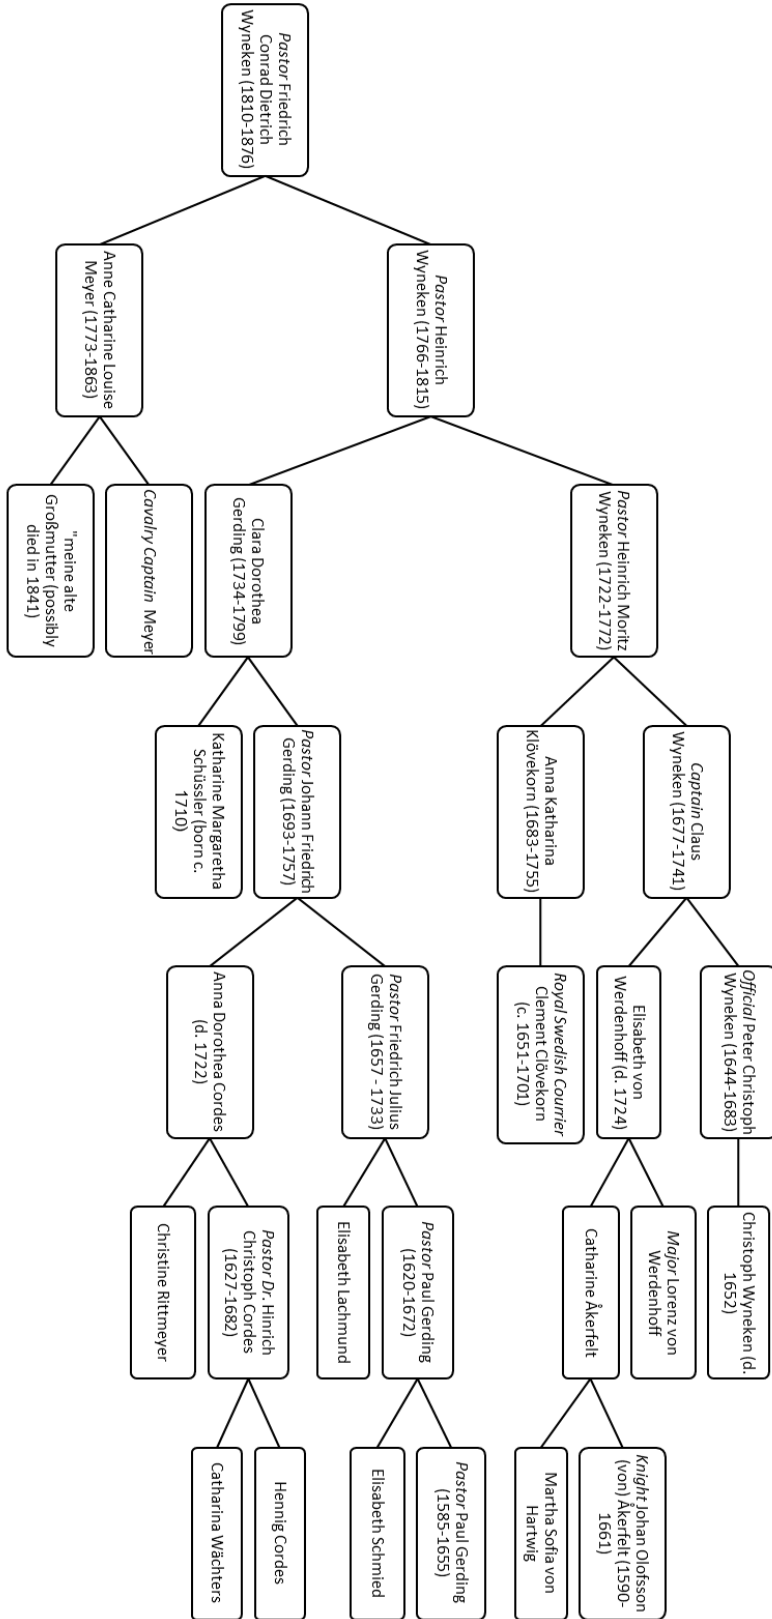 Pastor Friedrich
Conrad Dietrich
Wyneken (1810-1876)
Pastor Heinrich
Wyneken (1766-1815)
Anne Catharine Louise
Meyer (1773-1863)
Pastor Heinrich Moritz
Wyneken (1722-1772)
Clara Dorothea
Gerding (1734-1799)
Cavalry Captain Meyer
"meine alte
Großmutter (possibly
died in 1841)
Captain Claus
Wyneken (1677-1741)
Anna Katharina
Klövekorn (1683-1755)
Pastor Johann Friedrich
Gerding (1693-1757)
Katharine Margaretha
Schüssler (born c.
1710)
Official Peter Christoph
Wyneken (1644-1683)
Elisabeth von
Werdenhoff (d. 1724)
Royal Swedish Courrier
Clement Clövekorn
(c. 1651-1701)
Pastor Friedrich Julius
Gerding (1657 - 1733)
Anna Dorothea Cordes
(d. 1722)
Christoph Wyneken (d.
1652)
Major Lorenz von
Werdenhoff
Catharine Åkerfelt
Pastor Paul Gerding
(1620-1672)
Elisabeth Lachmund
Pastor Dr. Hinrich
Christoph Cordes
(1627-1682)
Christine Rittmeyer
Knight Johan Olofsson
(von) Åkerfelt (1590-
1661)
Martha Sofia von
Hartwig
Pastor Paul Gerding
(1585-1655)
Elisabeth Schmied
Hennig Cordes
Catharina Wächters